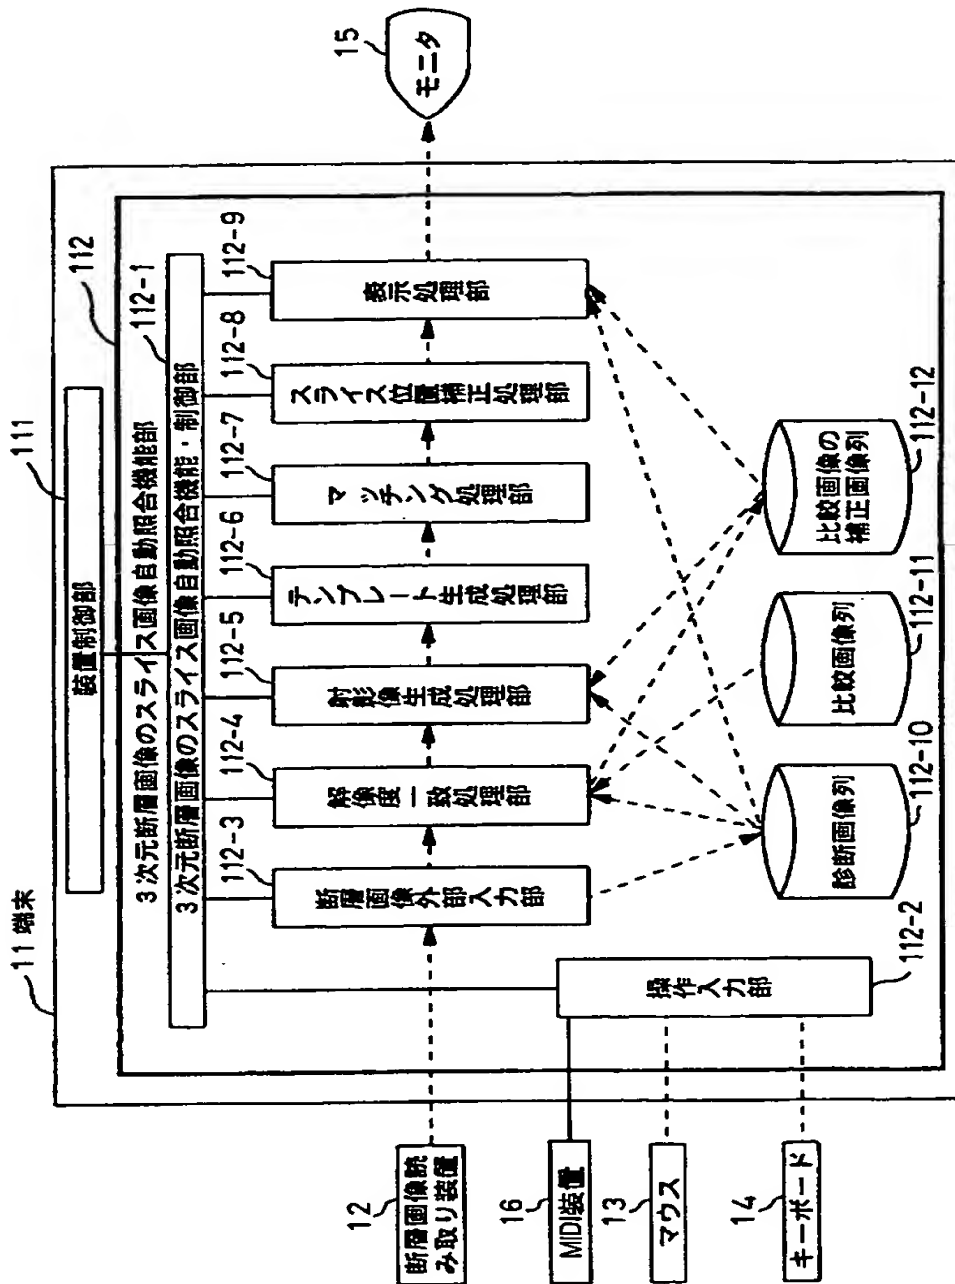 11 端末
111
装置制御部
112
3次元断層画像のスライス画像自動照合機能部
112-1
3次元断層画像のスライス画像自動照合機能・制御部
112-3
断層画像外部入力部
112-4
解像度一致処理部
112-5
射影像生成処理部
112-6
テンプレート生成処理部
112-7
マッチング処理部
112-8
スライス位置補正処理部
112-9
表示処理部
15
モニタ
12
断層画像読
み取り装置
16
MIDI装置
13
マウス
14
キーボード
操作入力部
112-2
診断画像列
112-10
比較画像列
112-11
比較画像の
補正画像列
112-12